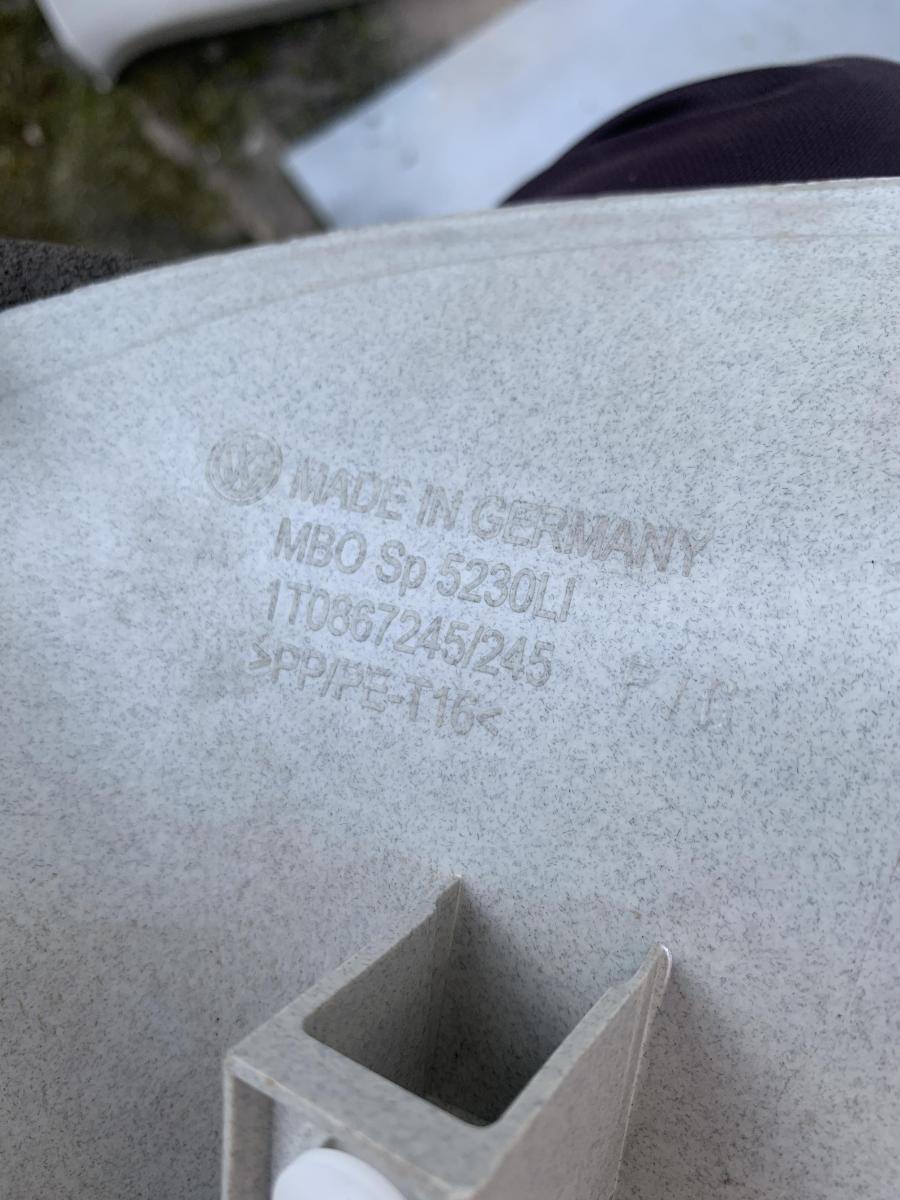 MADE IN GERMANY
MBO Sp 5230LI
1T0867245/245
>PP/PE-T16<